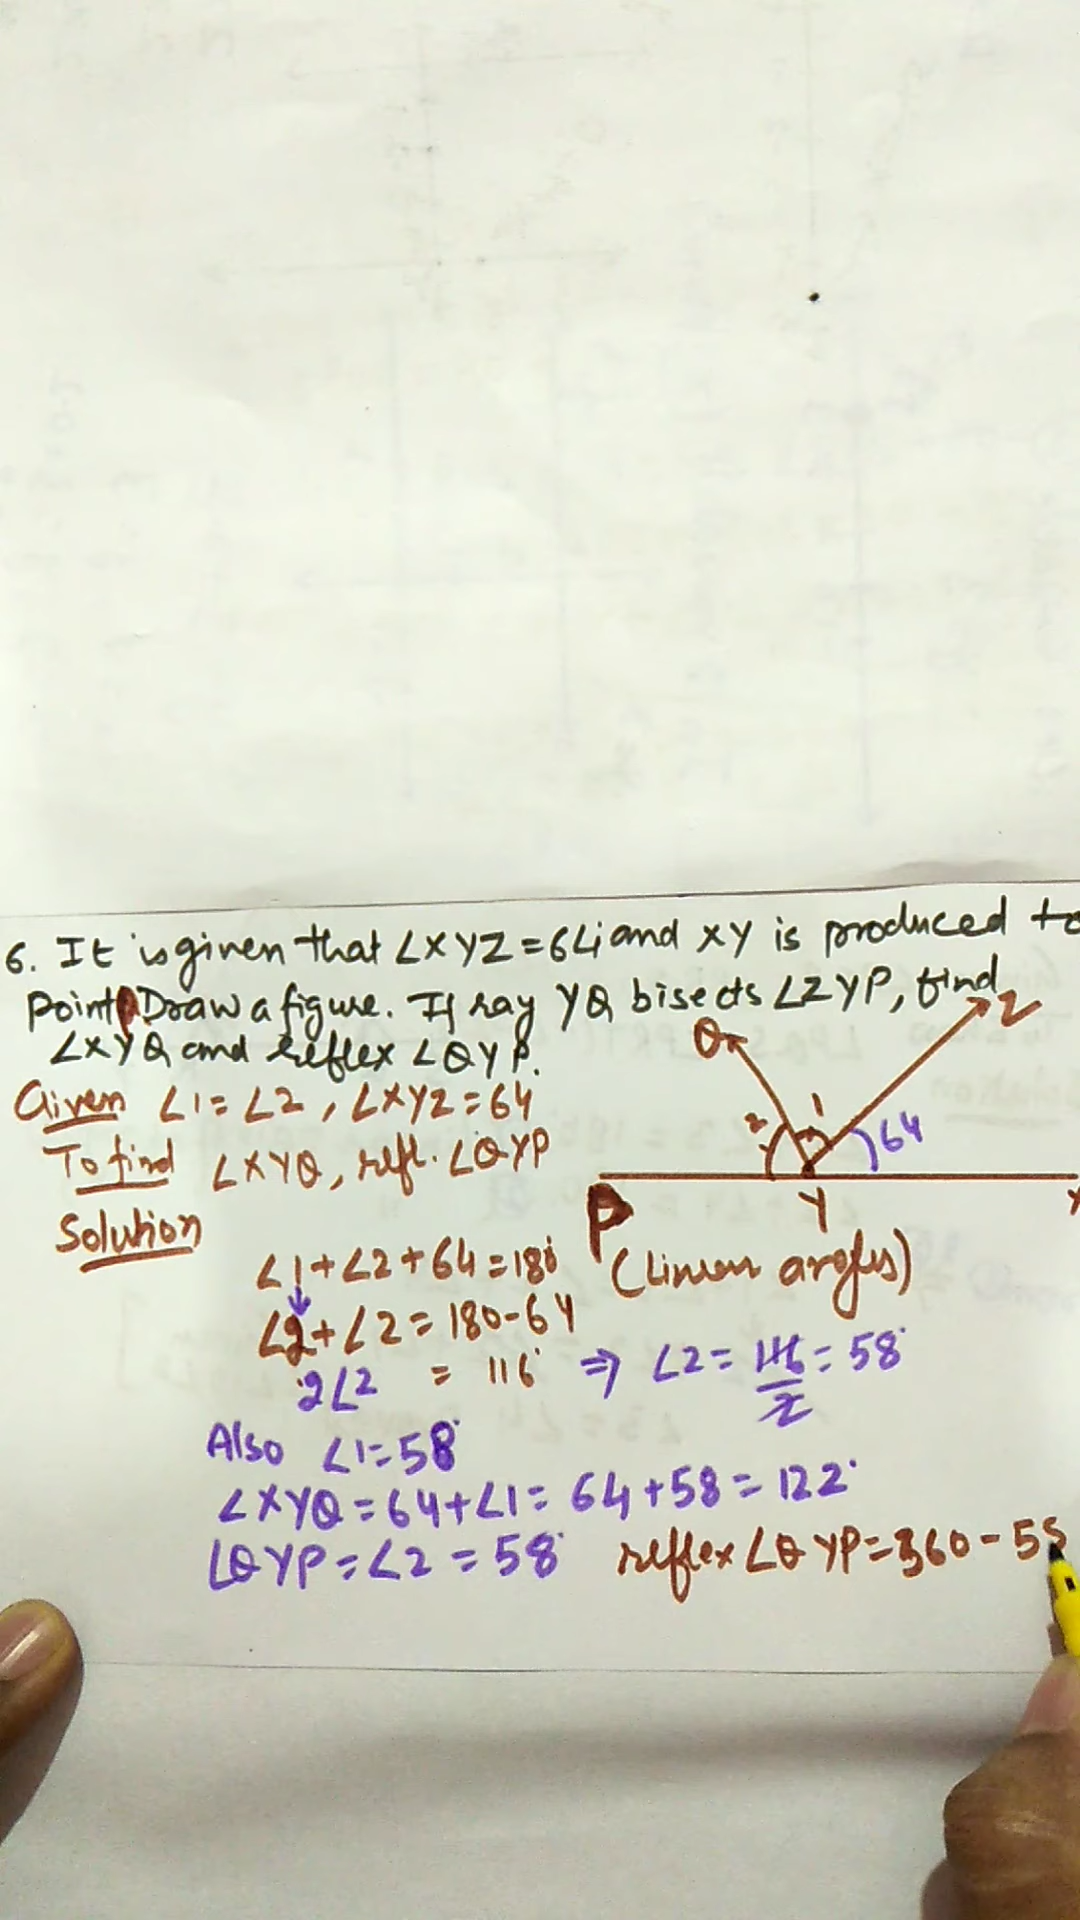 6. It is given that ∠XYZ=64 and XY is produced to
Point P Draw a figure. If ray YQ bisects ∠ZYP, find
∠XYQ and Reflex ∠QYP.
Given ∠1=∠2, ∠XYZ=64
To find ∠XYQ, refl. ∠QYP
Solution
Q
Z
2
1
64
P
Y
X
∠1+∠2+64=180° (Linear angles)
∠2+∠2=180-64
2∠2 = 116° ⇒ ∠2=116/2=58°
Also ∠1=58°
∠XYQ=64+∠1=64+58=122°
∠QYP=∠2=58° reflex ∠QYP=360-58